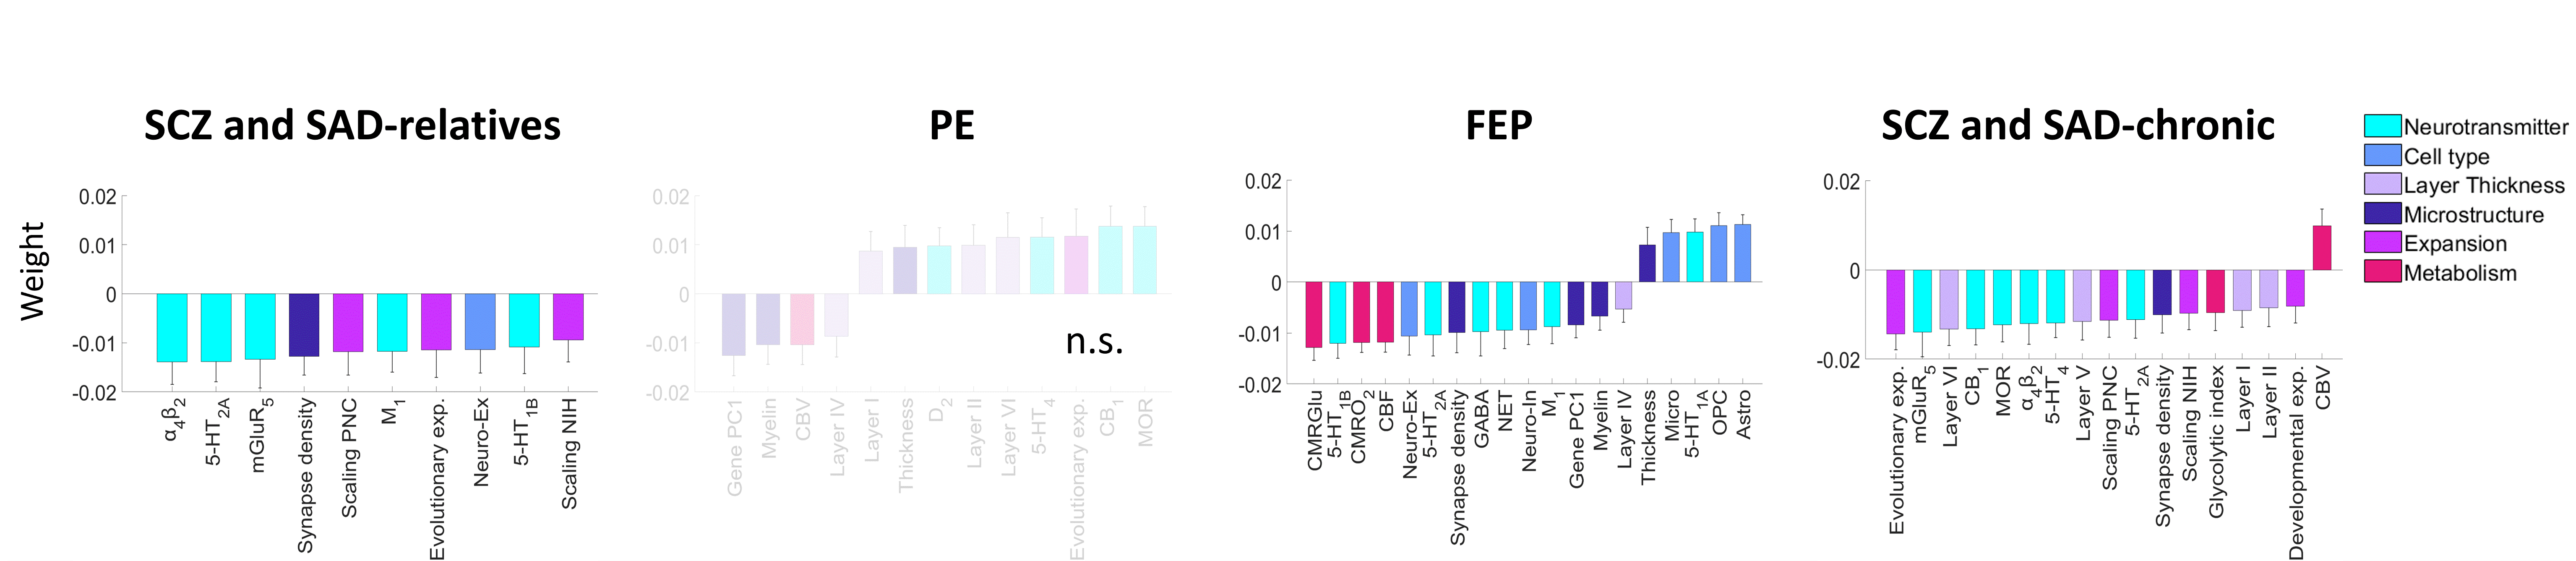 SCZ and SAD-relatives
Weight
0.02
0.01
0
-0.01
-0.02
α4β2
5-HT2A
mGluR5
Synapse density
Scaling PNC
M1
Evolutionary exp.
Neuro-Ex
5-HT1B
Scaling NIH
PE
0.02
0.01
0
-0.01
-0.02
n.s.
Gene PC1
Myelin
CBV
Layer IV
Layer I
Thickness
D2
Layer II
Layer VI
5-HT4
Evolutionary exp.
CB1
MOR
FEP
0.02
0.01
0
-0.01
-0.02
CMRGlu
5-HT1B
CMRO2
CBF
Neuro-Ex
5-HT2A
Synapse density
GABA
NET
Neuro-In
M1
Gene PC1
Myelin
Layer IV
Thickness
Micro
5-HT1A
OPC
Astro
SCZ and SAD-chronic
0.02
0
-0.02
Evolutionary exp.
mGluR5
Layer VI
CB1
MOR
α4β2
5-HT4
Layer V
Scaling PNC
5-HT2A
Synapse density
Scaling NIH
Glycolytic index
Layer I
Layer II
Developmental exp.
CBV
Neurotransmitter
Cell type
Layer Thickness
Microstructure
Expansion
Metabolism